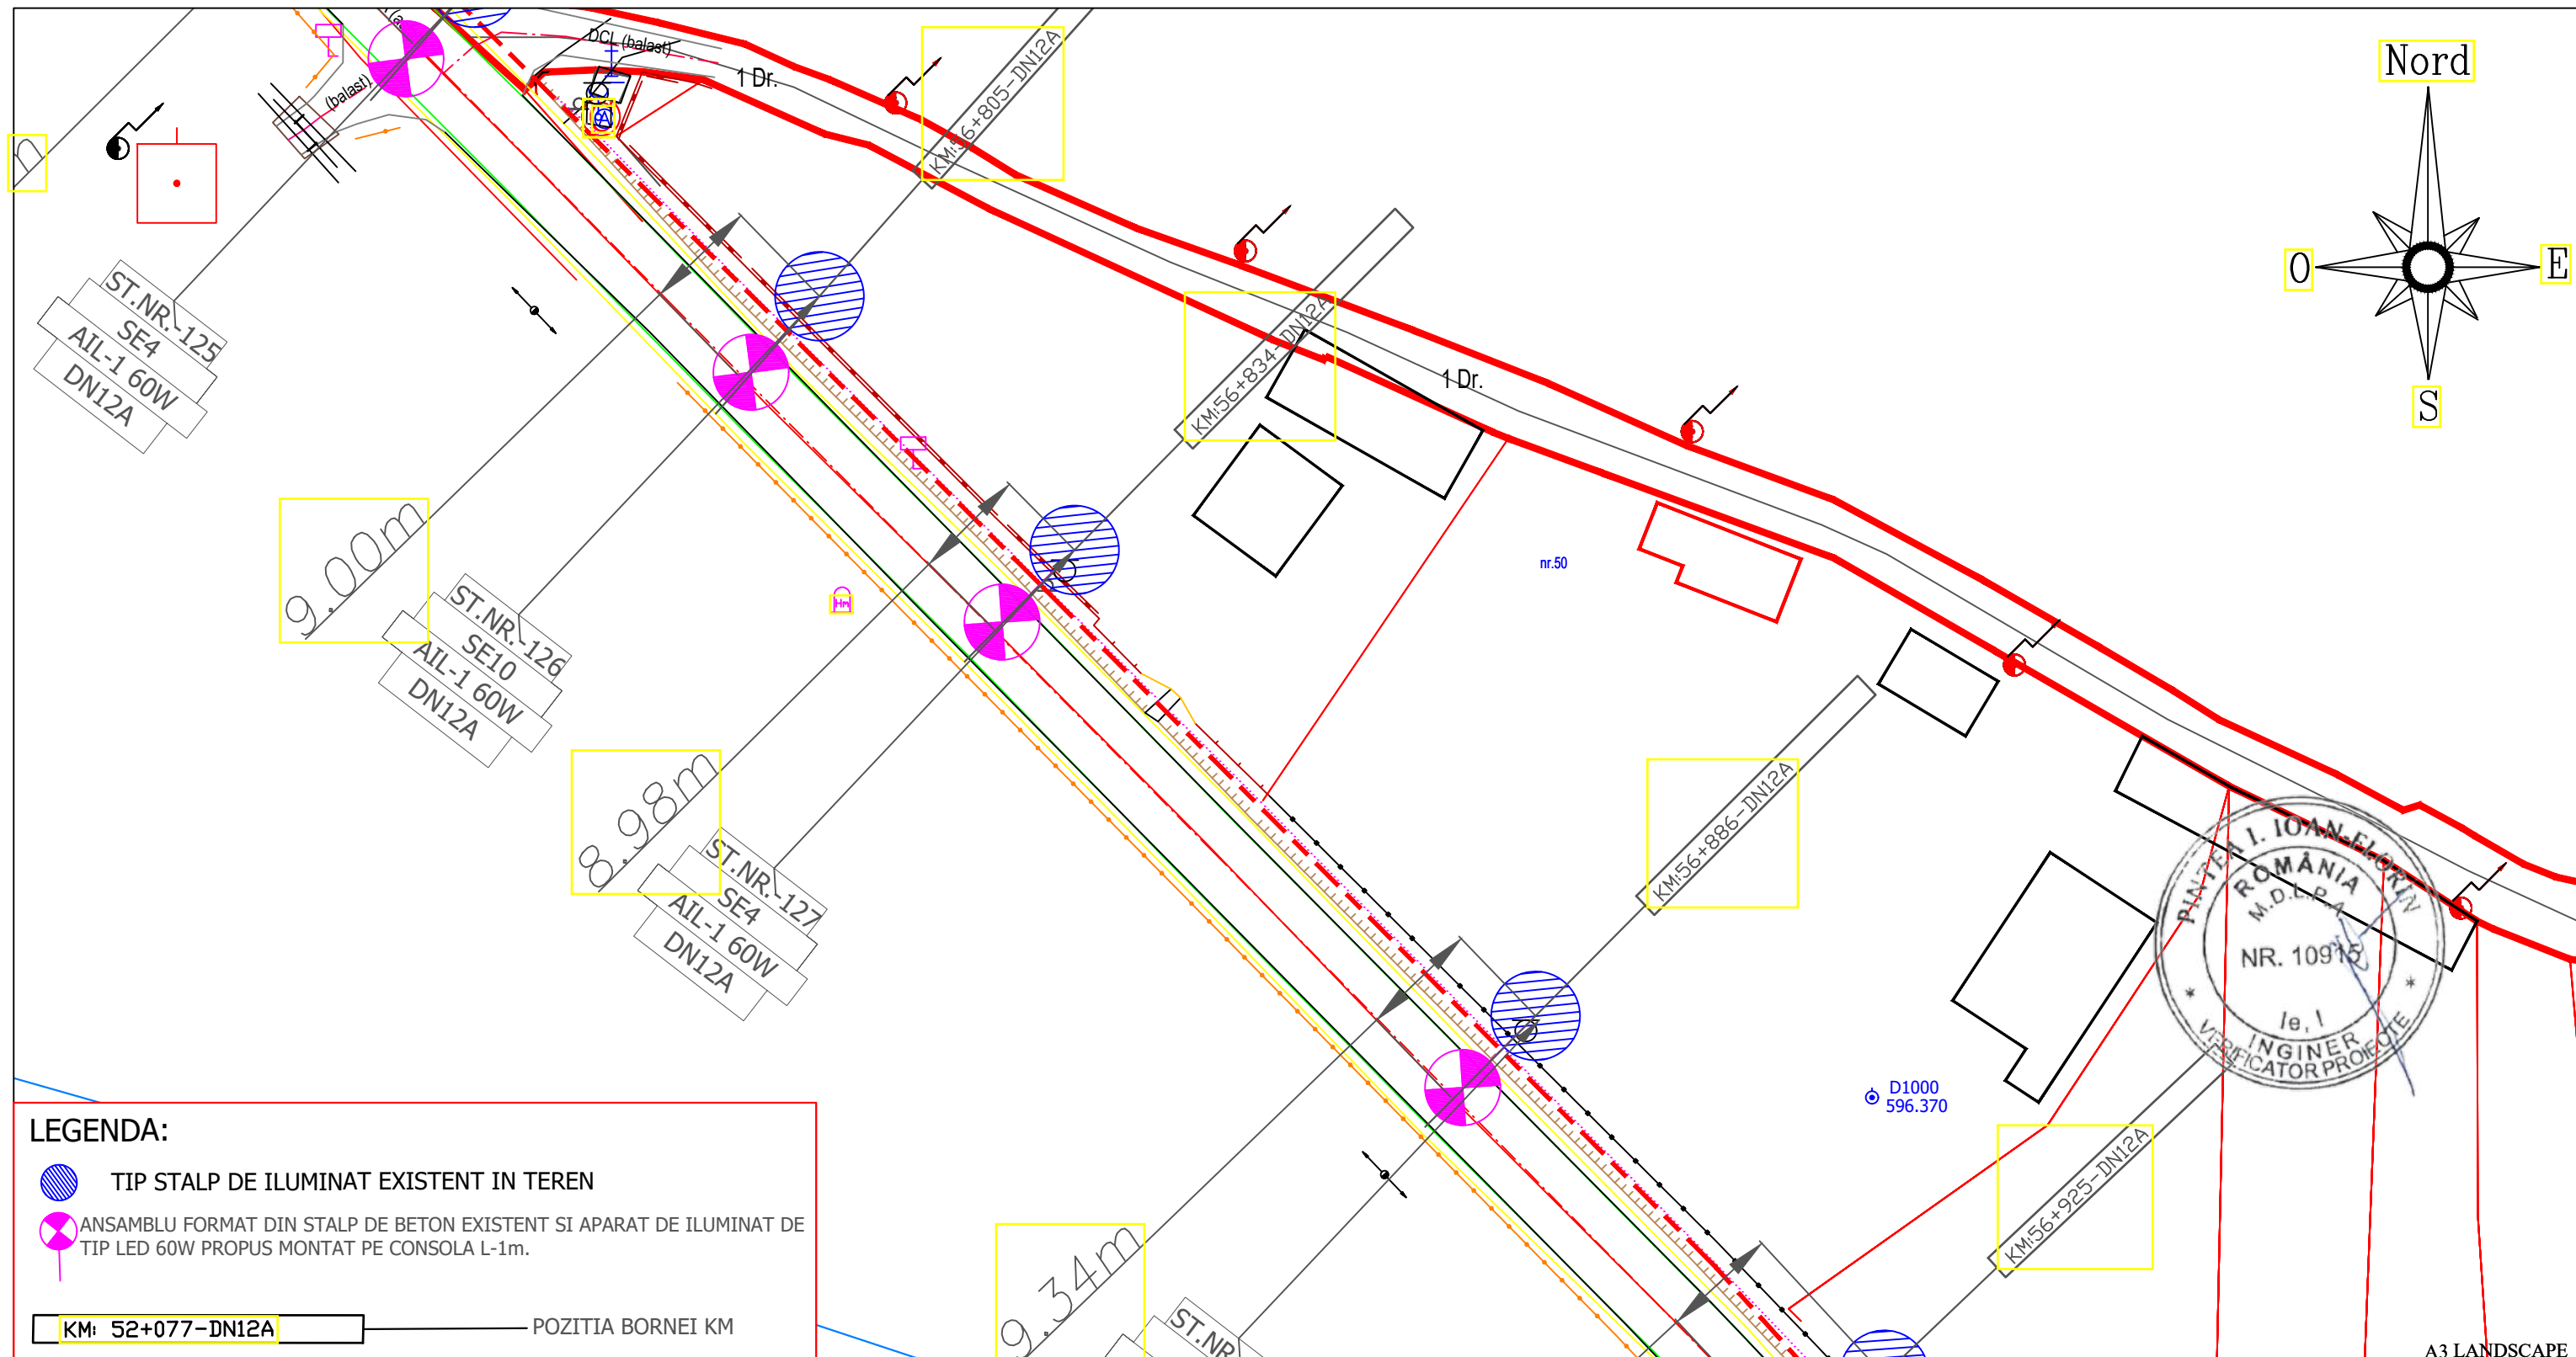 Nord
O
E
S
DCL (balast)
(balast)
1 Dr.
KM:56+805-DN12A
KM:56+834-DN12A
1 Dr.
ST.NR.-125
SE4
AIL-1 60W
DN12A
9.00m
ST.NR.-126
SE10
AIL-1 60W
DN12A
Hm
nr.50
8.98m
ST.NR.-127
SE4
AIL-1 60W
DN12A
KM:56+886-DN12A
PINTEA I. IOAN-FLORIN
ROMÂNIA
M.D.L.P.A
NR. 10915
Ie, I
INGINER
VERIFICATOR PROIECTE
D1000
596.370
KM:56+925-DN12A
9.34m
ST.NR
LEGENDA:
TIP STALP DE ILUMINAT EXISTENT IN TEREN
ANSAMBLU FORMAT DIN STALP DE BETON EXISTENT SI APARAT DE ILUMINAT DE
TIP LED 60W PROPUS MONTAT PE CONSOLA L-1m.
KM: 52+077-DN12A
POZITIA BORNEI KM
A3 LANDSCAPE